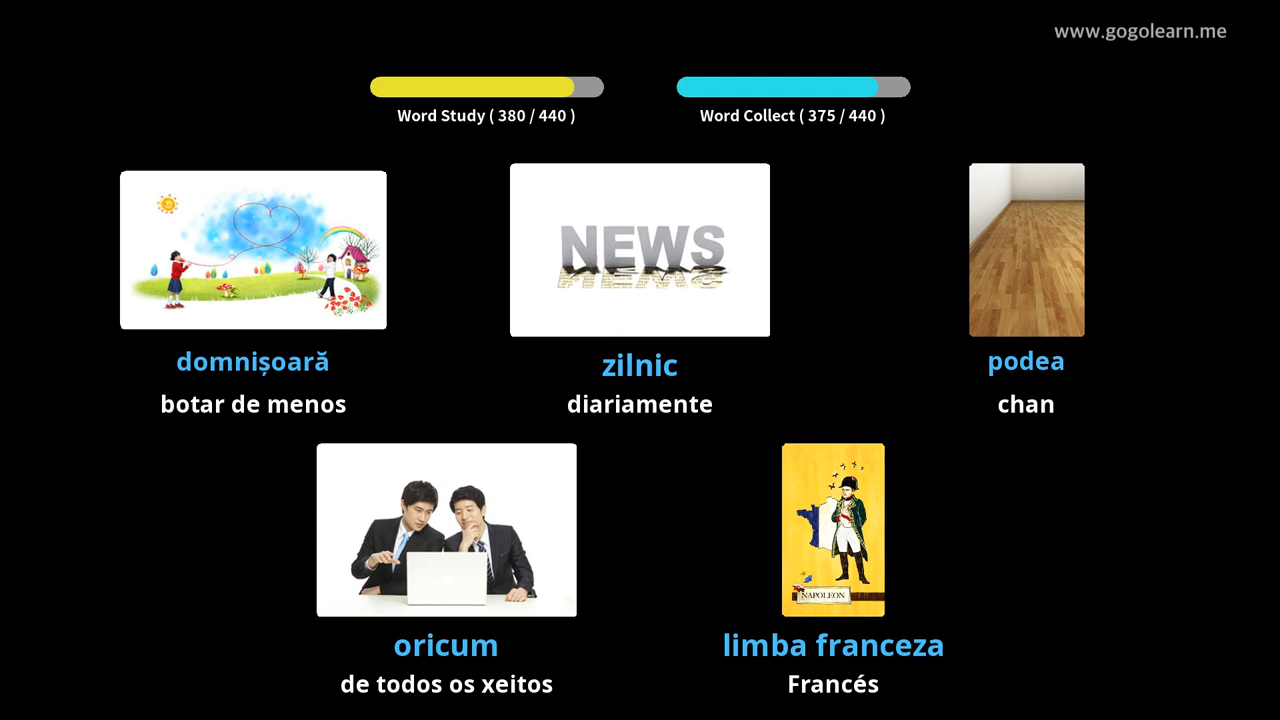 www.gogolearn.me
Word Study ( 380 / 440 )
Word Collect ( 375 / 440 )
NEWS
domnișoară
zilnic
podea
botar de menos
diariamente
chan
NAPOLEON
oricum
limba franceza
de todos os xeitos
Francés